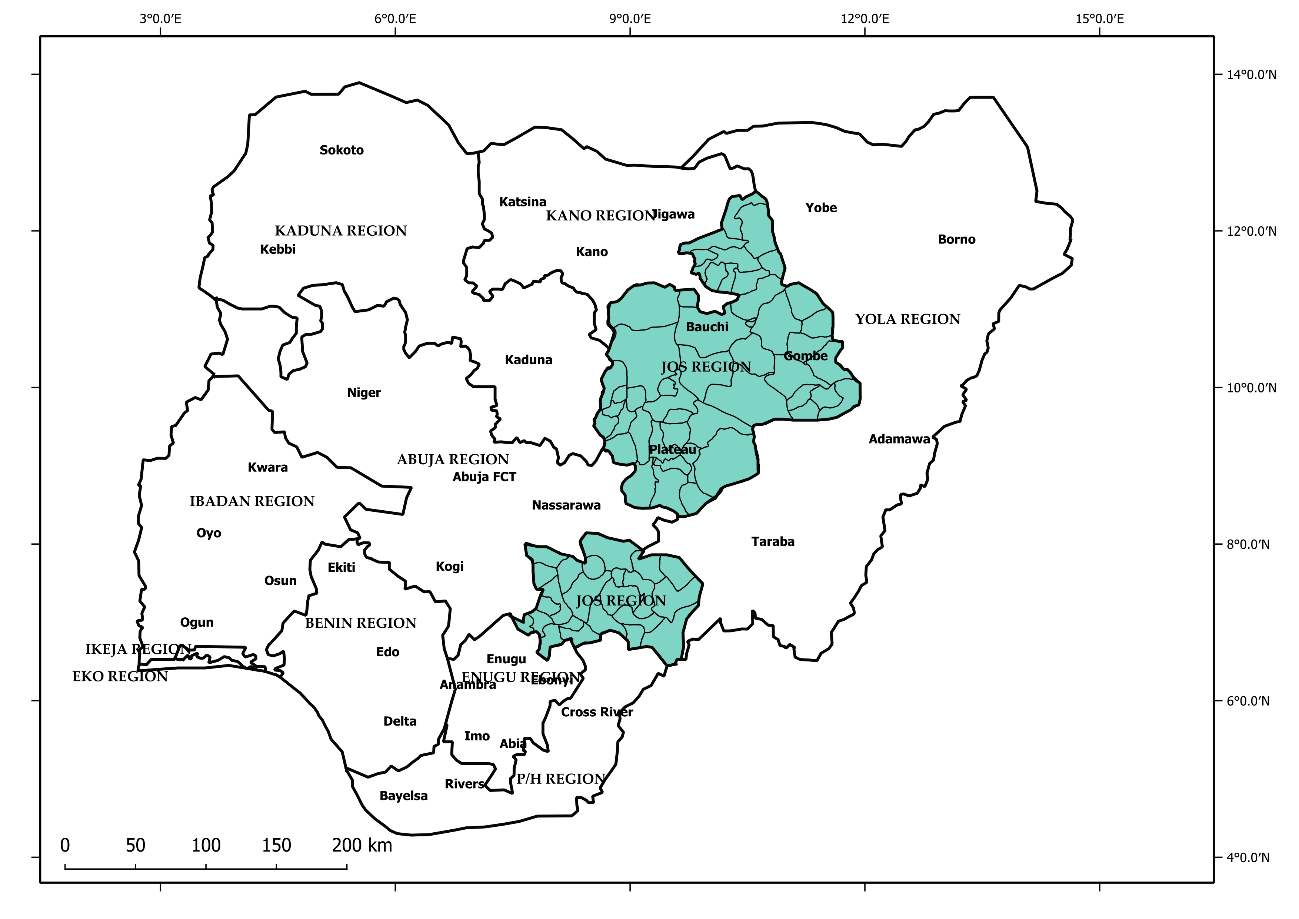 3°0.0′E 6°0.0′E 9°0.0′E 12°0.0′E 15°0.0′E
14°0.0′N
Sokoto
Katsina
KANO REGION
Jigawa
Yobe
12°0.0′N
KADUNA REGION
Kebbi
Kano
Borno
YOLA REGION
Bauchi
Gombe
Kaduna
JOS REGION
10°0.0′N
Niger
Adamawa
Plateau
ABUJA REGION
Kwara
Abuja FCT
IBADAN REGION
Nassarawa
Oyo
Taraba
8°0.0′N
Ekiti
Kogi
Osun
JOS REGION
Ogun
BENIN REGION
IKEJA REGION
Edo
Enugu
EKO REGION
ENUGU REGION
Ebonyi
Anambra
6°0.0′N
Cross River
Delta
Imo
Abia
P/H REGION
Rivers
Bayelsa
0 50 100 150 200 km
4°0.0′N